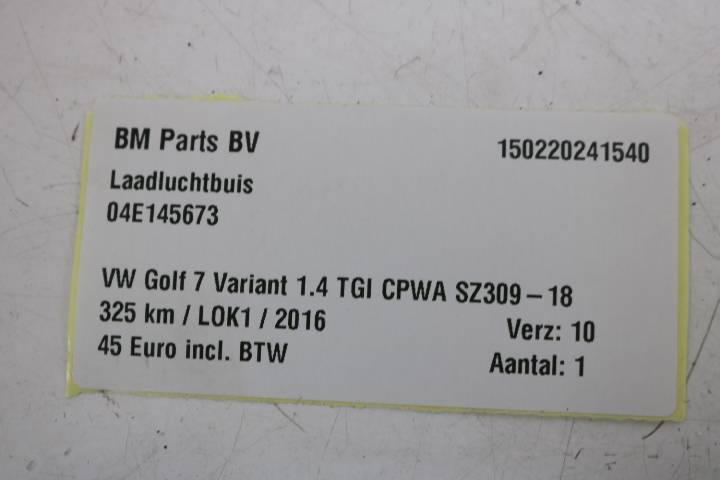 BM Parts BV 150220241540
Laadluchtbuis
04E145673
VW Golf 7 Variant 1.4 TGI CPWA SZ309 – 18
325 km / LOK1 / 2016 Verz: 10
45 Euro incl. BTW Aantal: 1